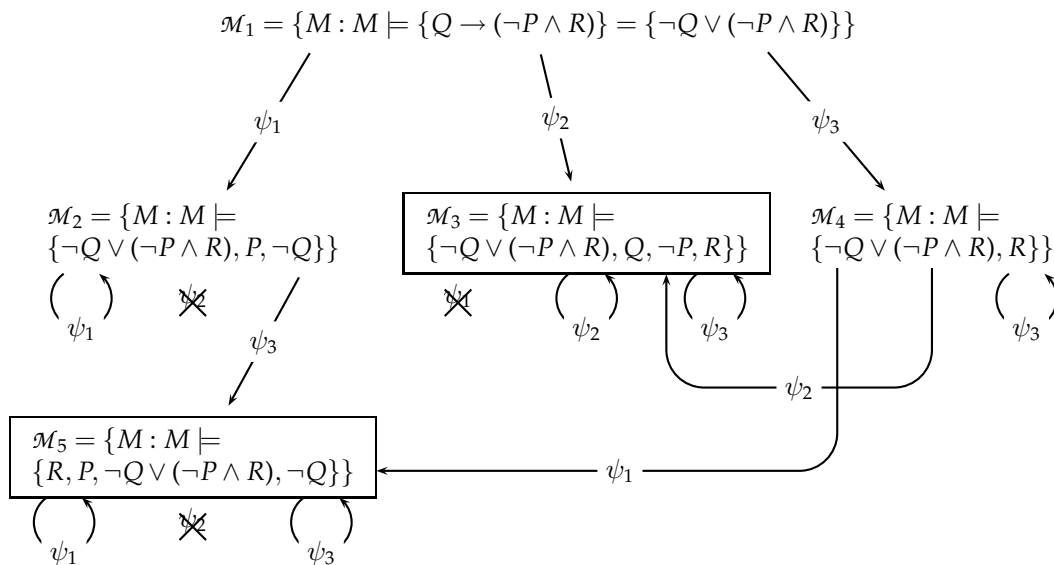 ℳ₁ = {M : M ⊨ {Q → (¬P ∧ R)} = {¬Q ∨ (¬P ∧ R)}}
ψ₁
ψ₂
ψ₃
ℳ₂ = {M : M ⊨
{¬Q ∨ (¬P ∧ R), P, ¬Q}}
ℳ₃ = {M : M ⊨
{¬Q ∨ (¬P ∧ R), Q, ¬P, R}}
ℳ₄ = {M : M ⊨
{¬Q ∨ (¬P ∧ R), R}}
ψ₁
ψ₂
ψ₃
ψ₁
ψ₂
ψ₃
ψ₃
ψ₂
ℳ₅ = {M : M ⊨
{R, P, ¬Q ∨ (¬P ∧ R), ¬Q}}
ψ₁
ψ₁
ψ₂
ψ₃